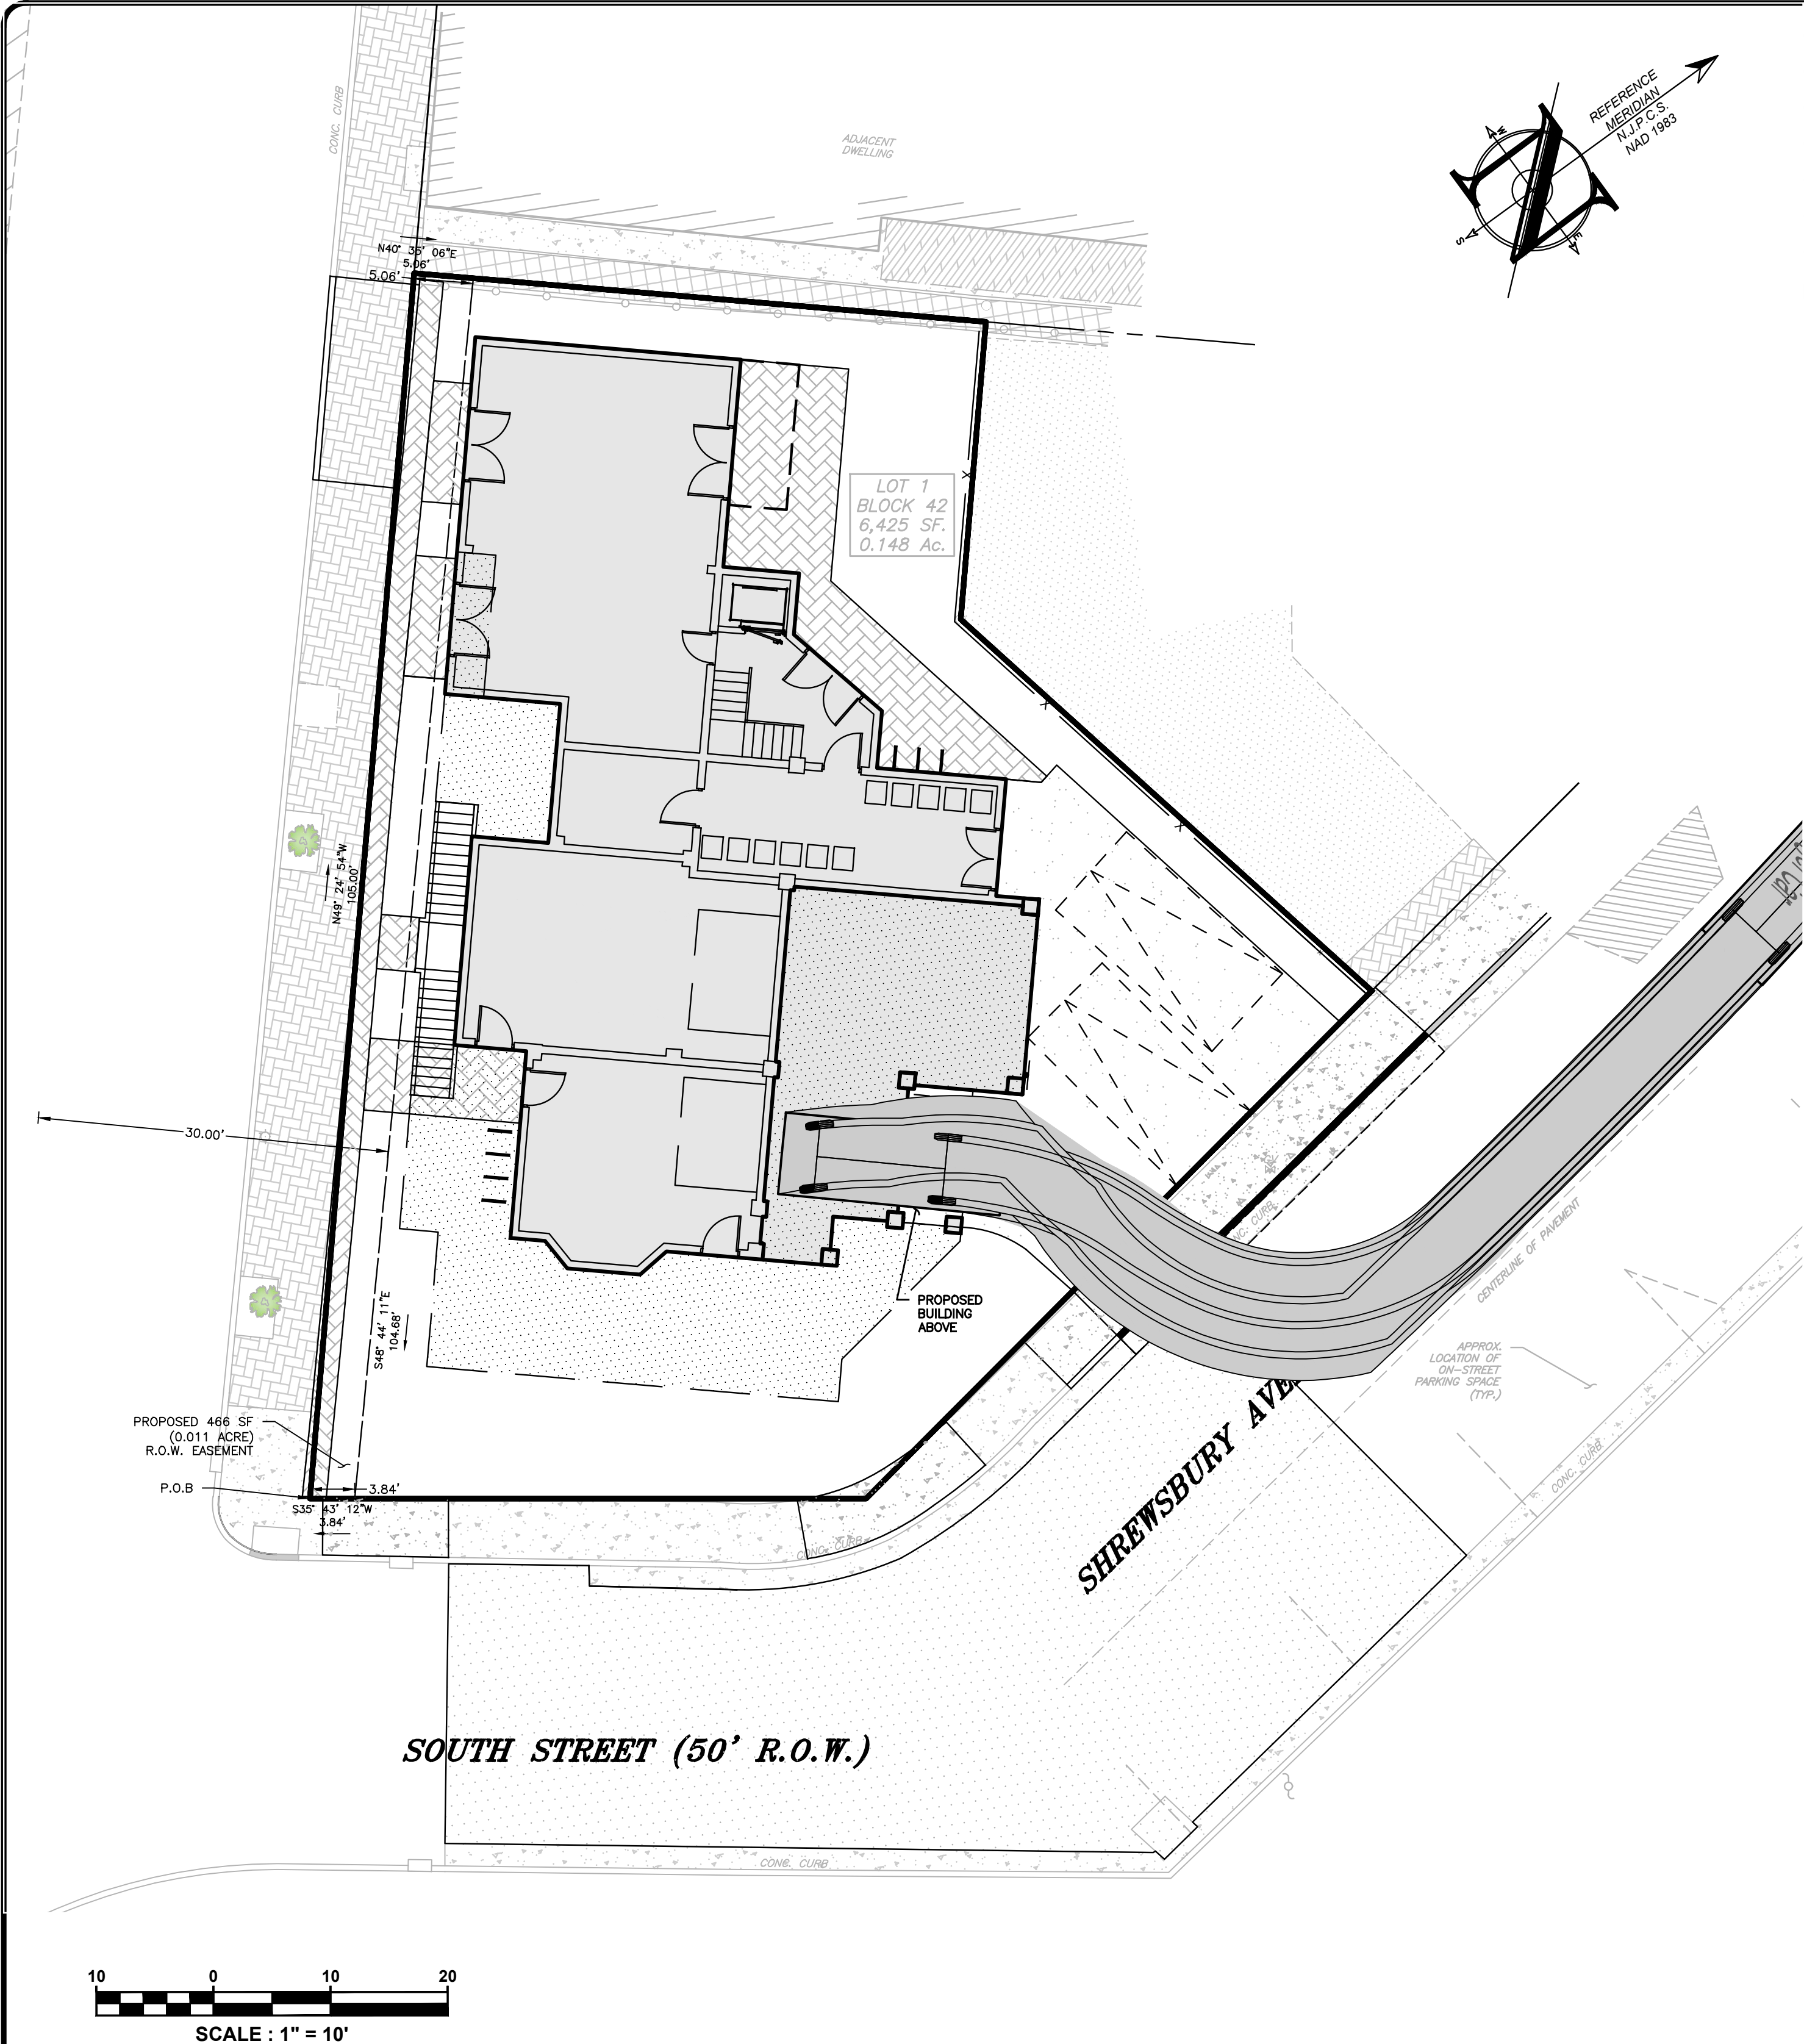 REFERENCE
MERIDIAN
N.J.P.C.S.
NAD 1983
W
S
E
CONC. CURB
ADJACENT
DWELLING
N40° 35' 06"E
5.06'
5.06'
LOT 1
BLOCK 42
6,425 SF.
0.148 Ac.
X
X
X
N49° 24' 54"W
105.00'
30.00'
S48° 44' 11"E
104.68'
PROPOSED
BUILDING
ABOVE
CONC. CURB
CENTERLINE OF PAVEMENT
APPROX.
LOCATION OF
ON-STREET
PARKING SPACE
(TYP.)
PROPOSED 466 SF
(0.011 ACRE)
R.O.W. EASEMENT
P.O.B
3.84'
S35° 43' 12"W
3.84'
CONC. CURB
SHREWSBURY AVE
CONC. CURB
SOUTH STREET (50' R.O.W.)
CONC. CURB
10 0 10 20
SCALE : 1" = 10'